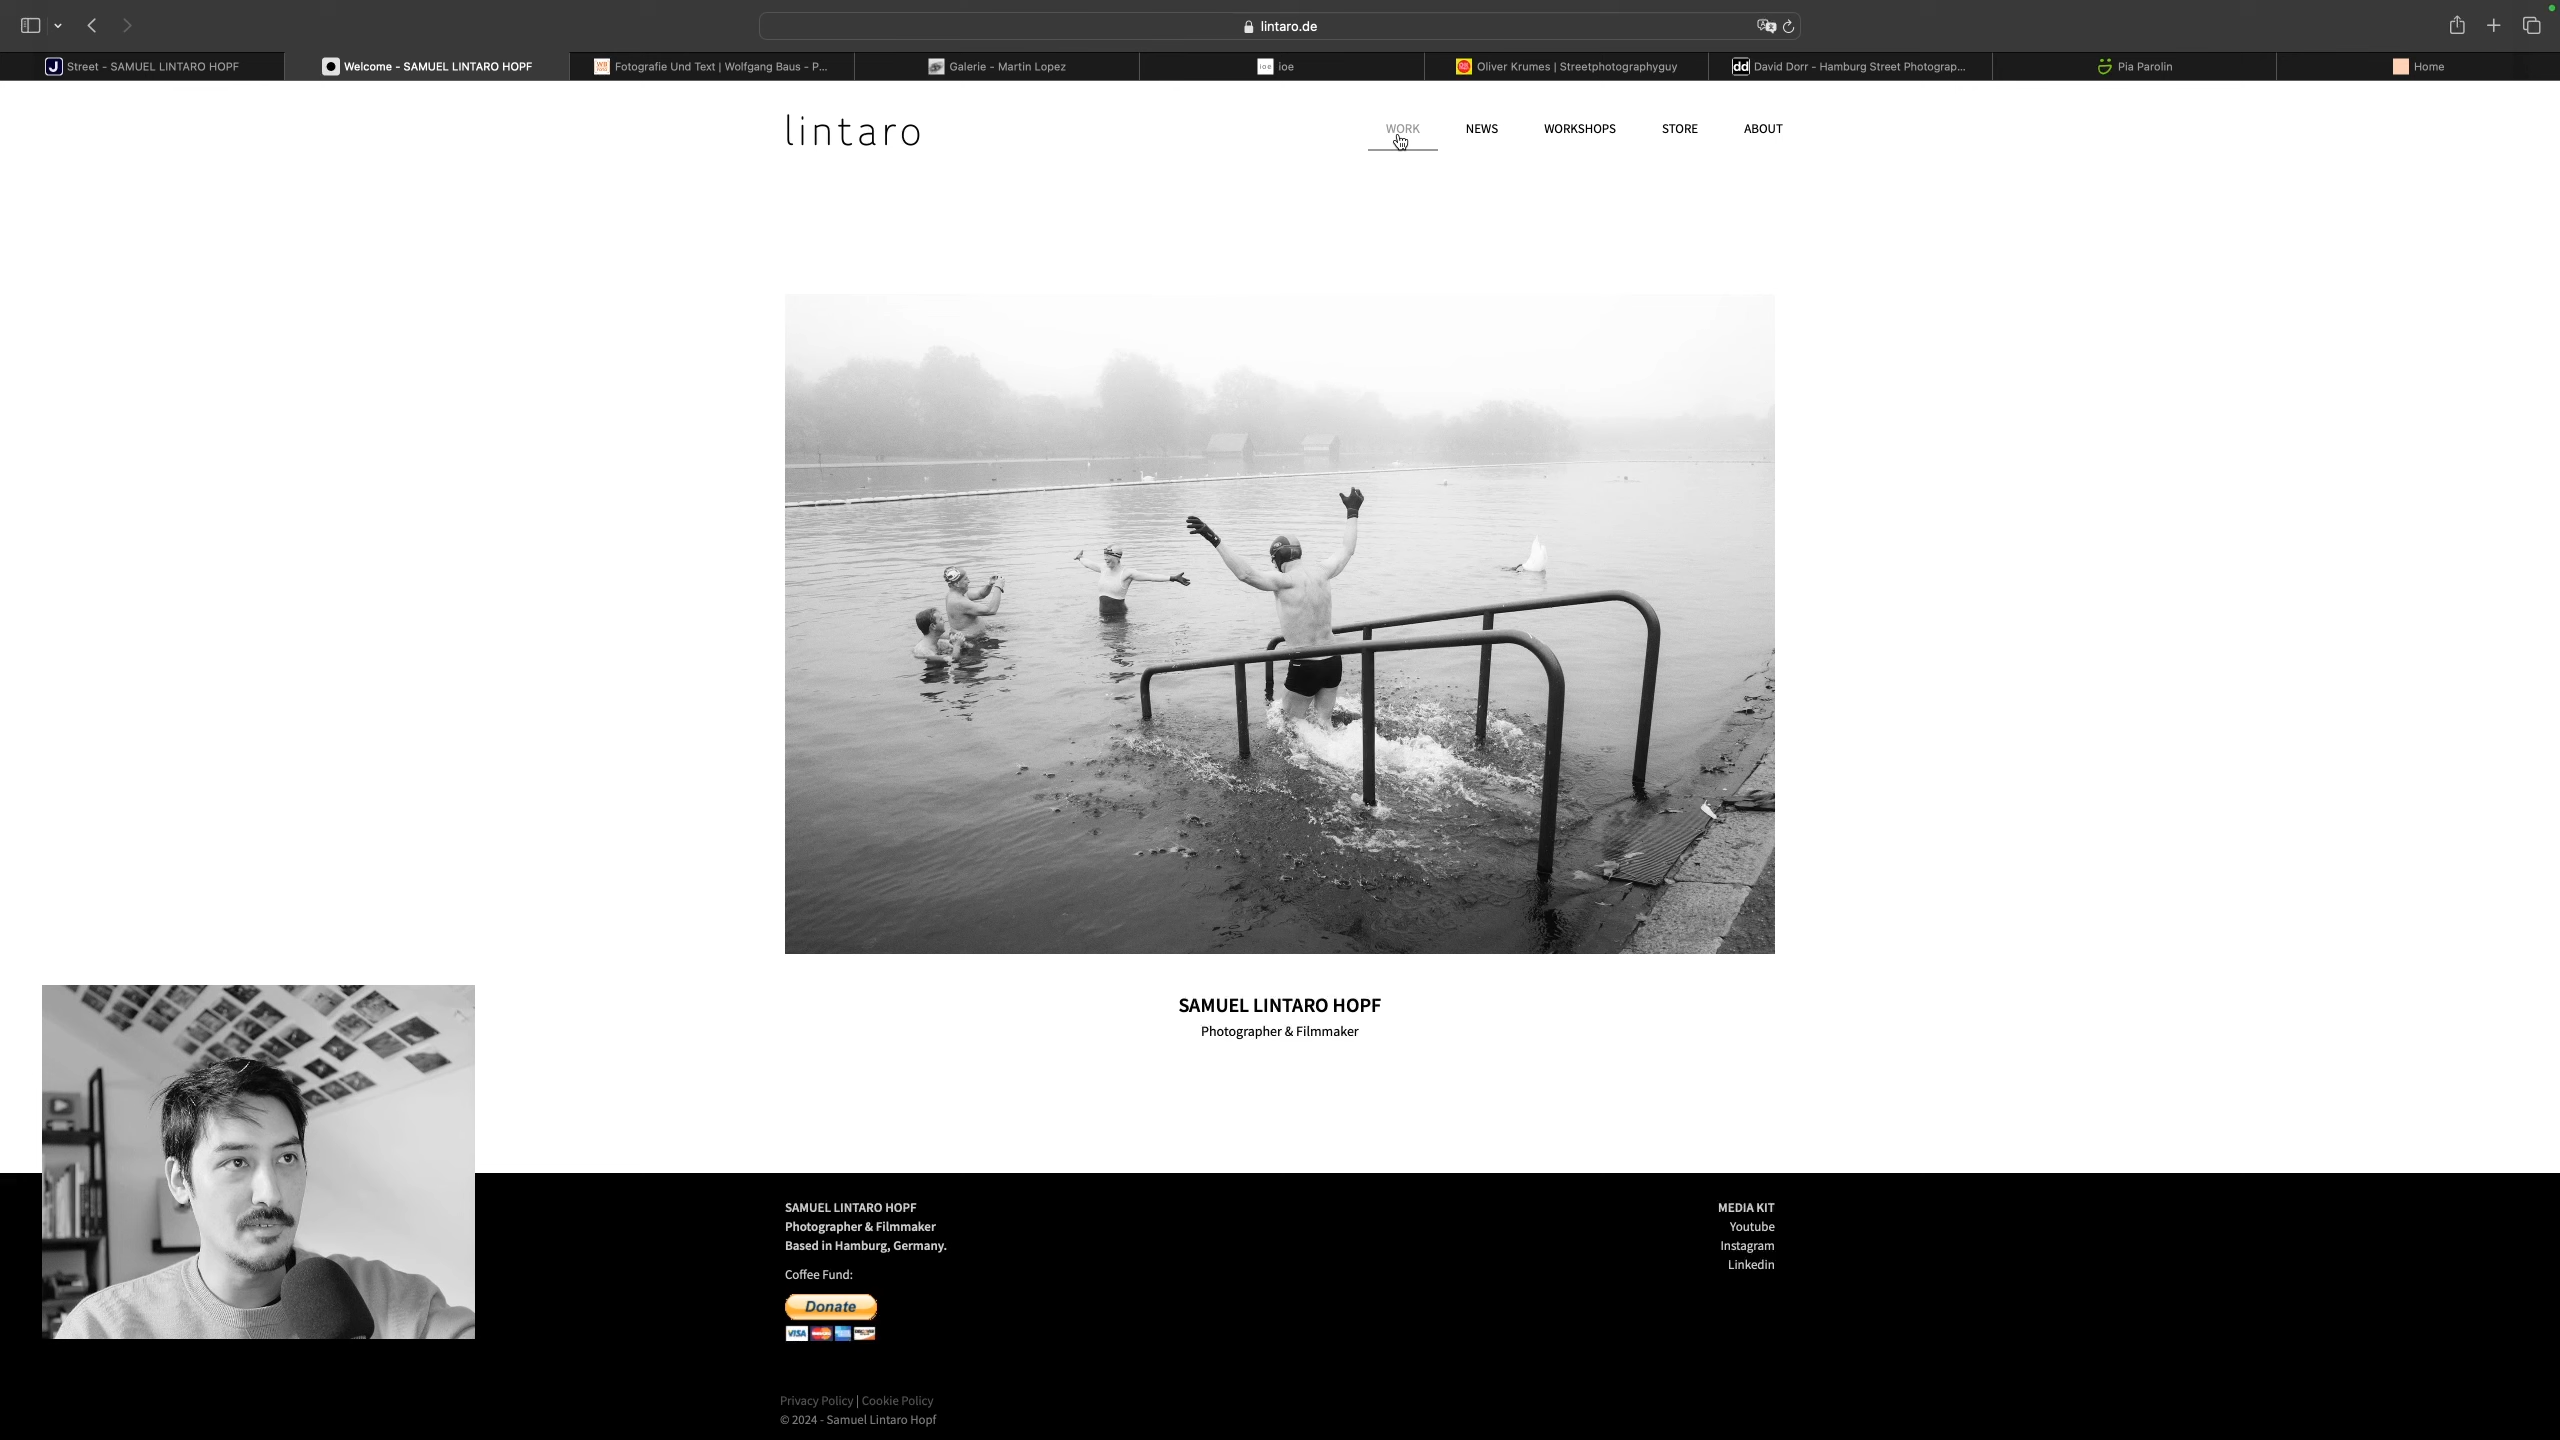 lintaro.de
Street - SAMUEL LINTARO HOPF
Welcome - SAMUEL LINTARO HOPF
Fotografie Und Text | Wolfgang Baus - P...
Galerie - Martin Lopez
ioe
Oliver Krumes | Streetphotographyguy
David Dorr - Hamburg Street Photograp...
Pia Parolin
Home
lintaro
WORK
NEWS
WORKSHOPS
STORE
ABOUT
SAMUEL LINTARO HOPF
Photographer & Filmmaker
SAMUEL LINTARO HOPF
Photographer & Filmmaker
Based in Hamburg, Germany.
Coffee Fund:
Donate
VISA
MEDIA KIT
Youtube
Instagram
Linkedin
Privacy Policy | Cookie Policy
© 2024 - Samuel Lintaro Hopf